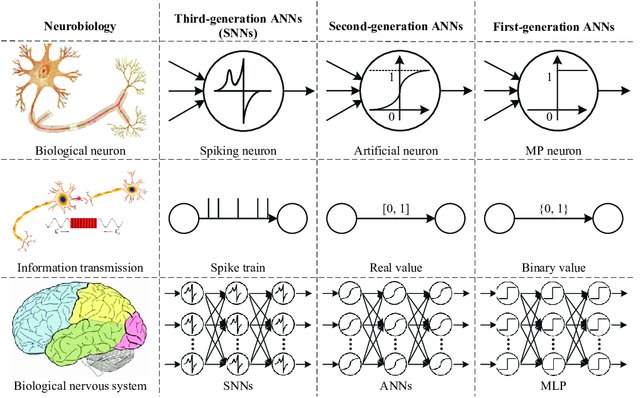 Neurobiology
Third-generation ANNs
(SNNs)
Second-generation ANNs
First-generation ANNs
1
0
1
0
Biological neuron
Spiking neuron
Artificial neuron
MP neuron
[0, 1]
{0, 1}
Information transmission
Spike train
Real value
Binary value
Biological nervous system
SNNs
ANNs
MLP